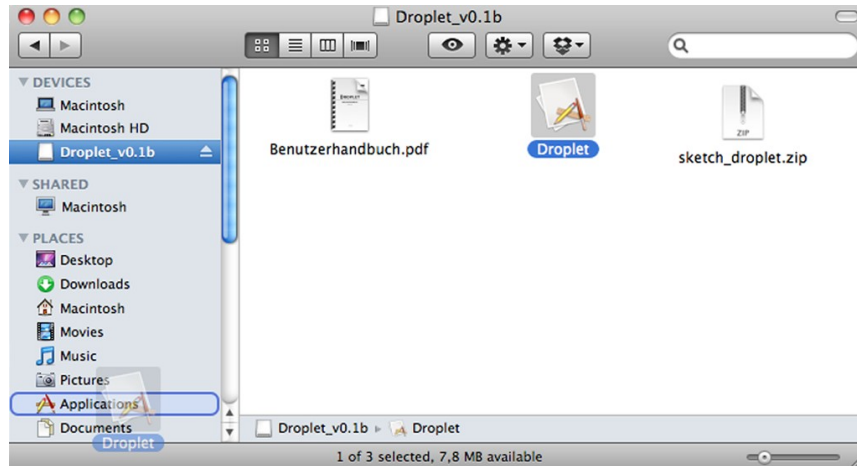 Droplet_v0.1b
DEVICES
Macintosh
Macintosh HD
Droplet_v0.1b
SHARED
Macintosh
PLACES
Desktop
Downloads
Macintosh
Movies
Music
Pictures
Applications
Documents
Droplet
DROPLET
Benutzerhandbuch.pdf
Droplet
ZIP
sketch_droplet.zip
Droplet_v0.1b Droplet
1 of 3 selected, 7,8 MB available